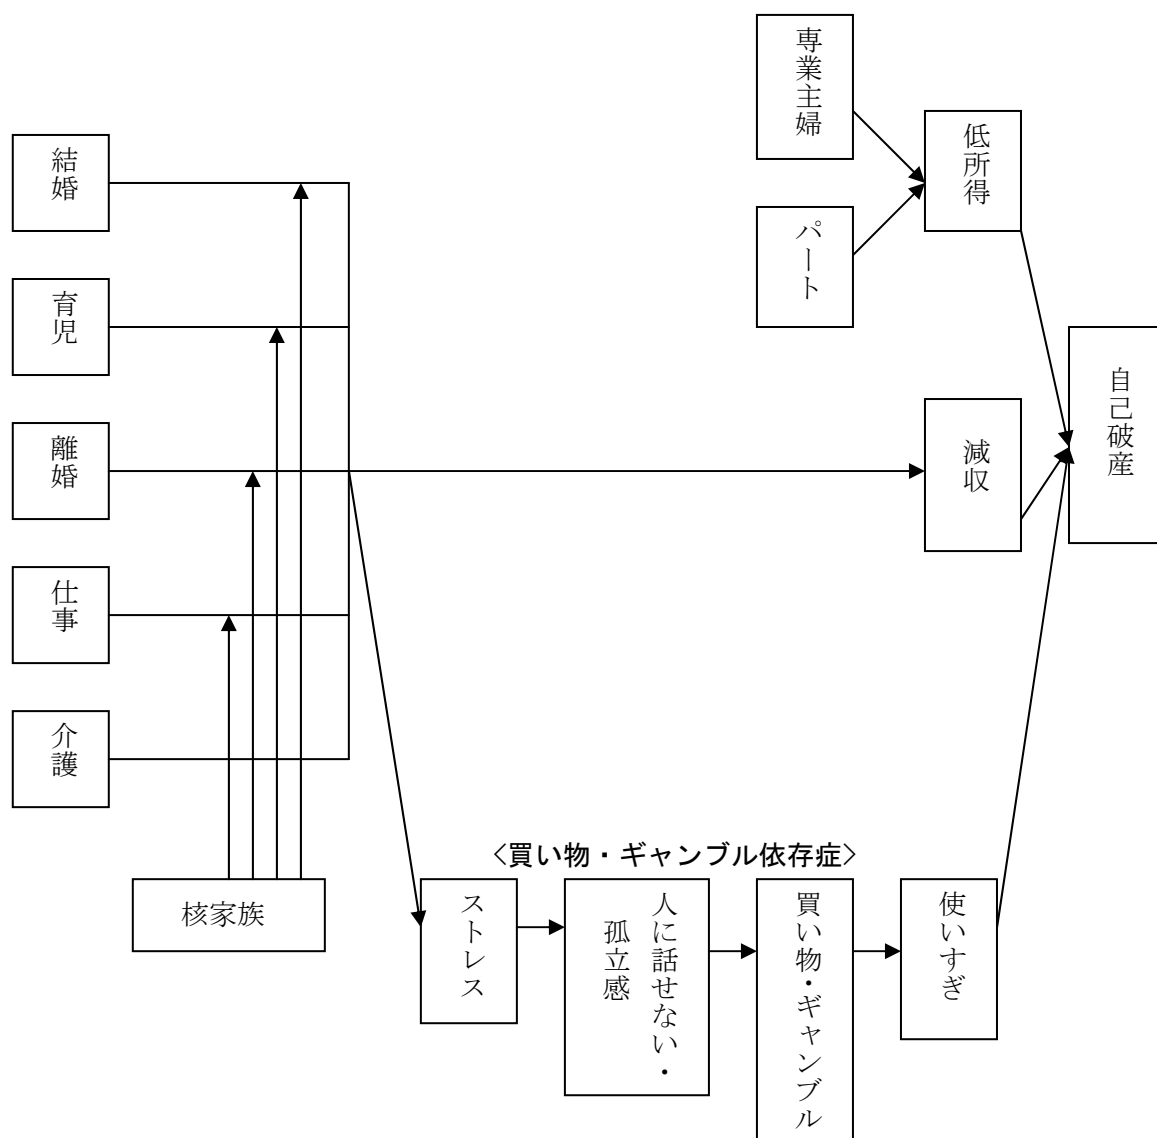 専業主婦
低所得
結婚
パート
育児
自己破産
離婚
減収
仕事
介護
<買い物・ギャンブル依存症>
核家族
ストレス
人に話せない・
孤立感
買い物・ギャンブル
使いすぎ